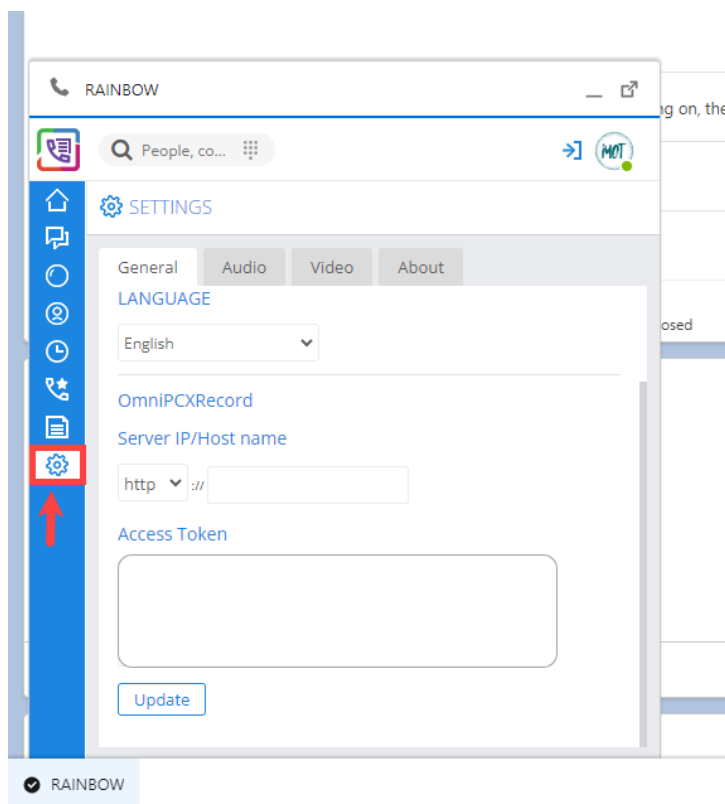 RAINBOW
ng on, the
People, co...
MOT
SETTINGS
General Audio Video About
LANGUAGE
English
osed
OmniPCXRecord
Server IP/Host name
http ://
Access Token
Update
RAINBOW